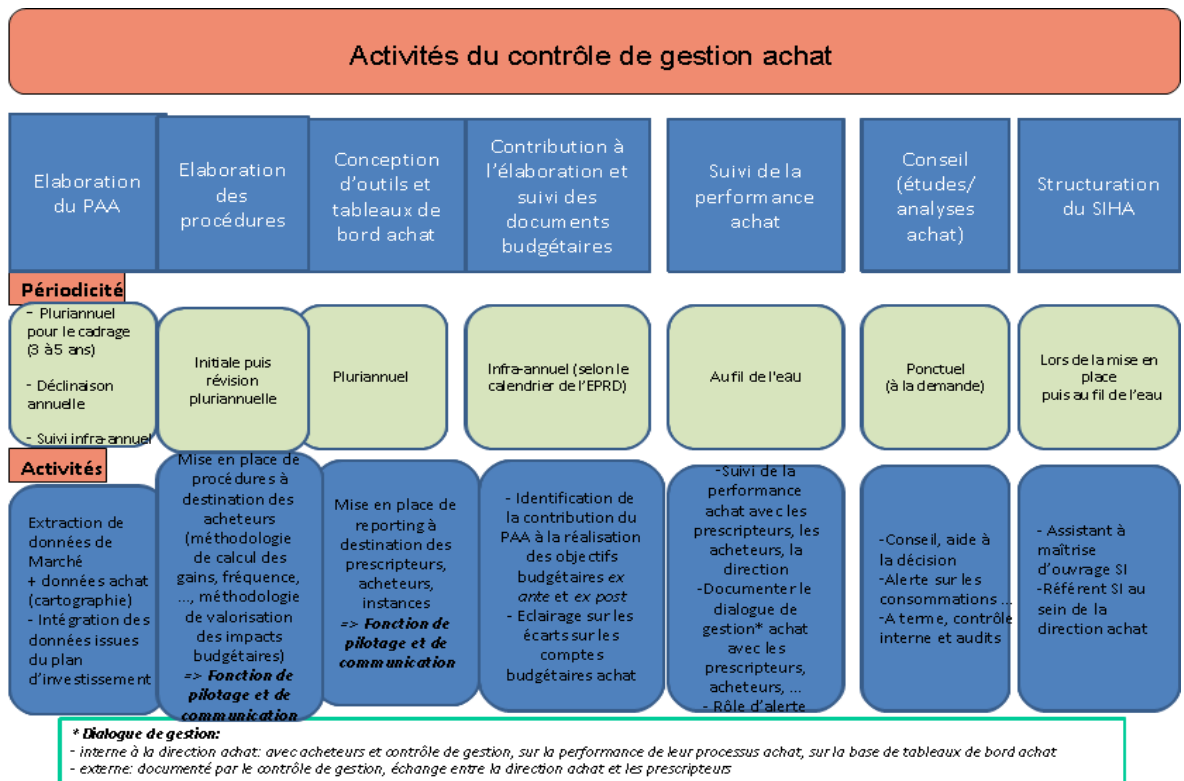 Activités du contrôle de gestion achat
Elaboration
du PAA
Elaboration
des
procédures
Conception
d'outils et
tableaux de
bord achat
Contribution à
l'élaboration et
suivi des
documents
budgétaires
Suivi de la
performance
achat
Conseil
(études/
analyses
achat)
Structuration
du SIHA
Périodicité
- Pluriannuel
pour le cadrage
(3 à 5 ans)
- Déclinaison
annuelle
- Suivi infra-annuel
Initiale puis
révision
pluriannuelle
Pluriannuel
Infra-annuel (selon le
calendrier de l'EPRD)
Au fil de l'eau
Ponctuel
(à la demande)
Lors de la mise en
place
puis au fil de l'eau
Activités
Extraction de
données de
Marché
+ données achat
(cartographie)
- Intégration des
données issues
du plan
d'investissement
Mise en place de
procédures à
destination des
acheteurs
(méthodologie
de calcul des
gains, fréquence,
..., méthodologie
de valorisation
des impacts
budgétaires)
=> Fonction de
pilotage et de
communication
Mise en place de
reporting à
destination des
prescripteurs,
acheteurs,
instances
=> Fonction de
pilotage et de
communication
- Identification de
la contribution du
PAA à la réalisation
des objectifs
budgétaires ex
ante et ex post
- Eclairage sur les
écarts sur les
comptes
budgétaires achat
-Suivi de la
performance
achat avec les
prescripteurs, les
acheteurs, la
direction
-Documenter le
dialogue de
gestion* achat
avec les
prescripteurs,
acheteurs, ...
- Rôle d'alerte
-Conseil, aide à
la décision
-Alerte sur les
consommations ...
-A terme, contrôle
interne et audits
- Assistant à
maîtrise
d'ouvrage SI
-Référent SI au
sein de la
direction achat
* Dialogue de gestion:
- interne à la direction achat: avec acheteurs et contrôle de gestion, sur la performance de leur processus achat, sur la base de tableaux de bord achat
- externe: documenté par le contrôle de gestion, échange entre la direction achat et les prescripteurs